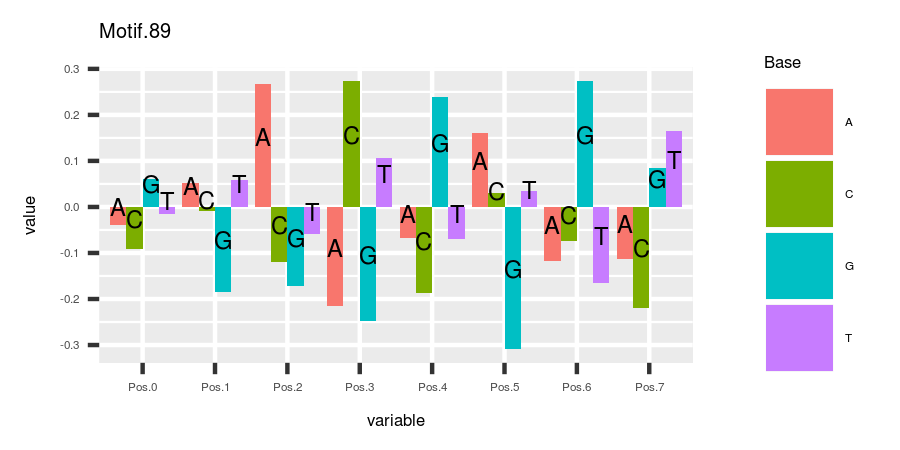 Motif.89
Base
0.3
0.2
0.1
0.0
-0.1
-0.2
-0.3
value
A C G T A C G T A C G T A C G T A C G T A C G T A C G T A C G T
A
C
G
T
Pos.0 Pos.1 Pos.2 Pos.3 Pos.4 Pos.5 Pos.6 Pos.7
variable